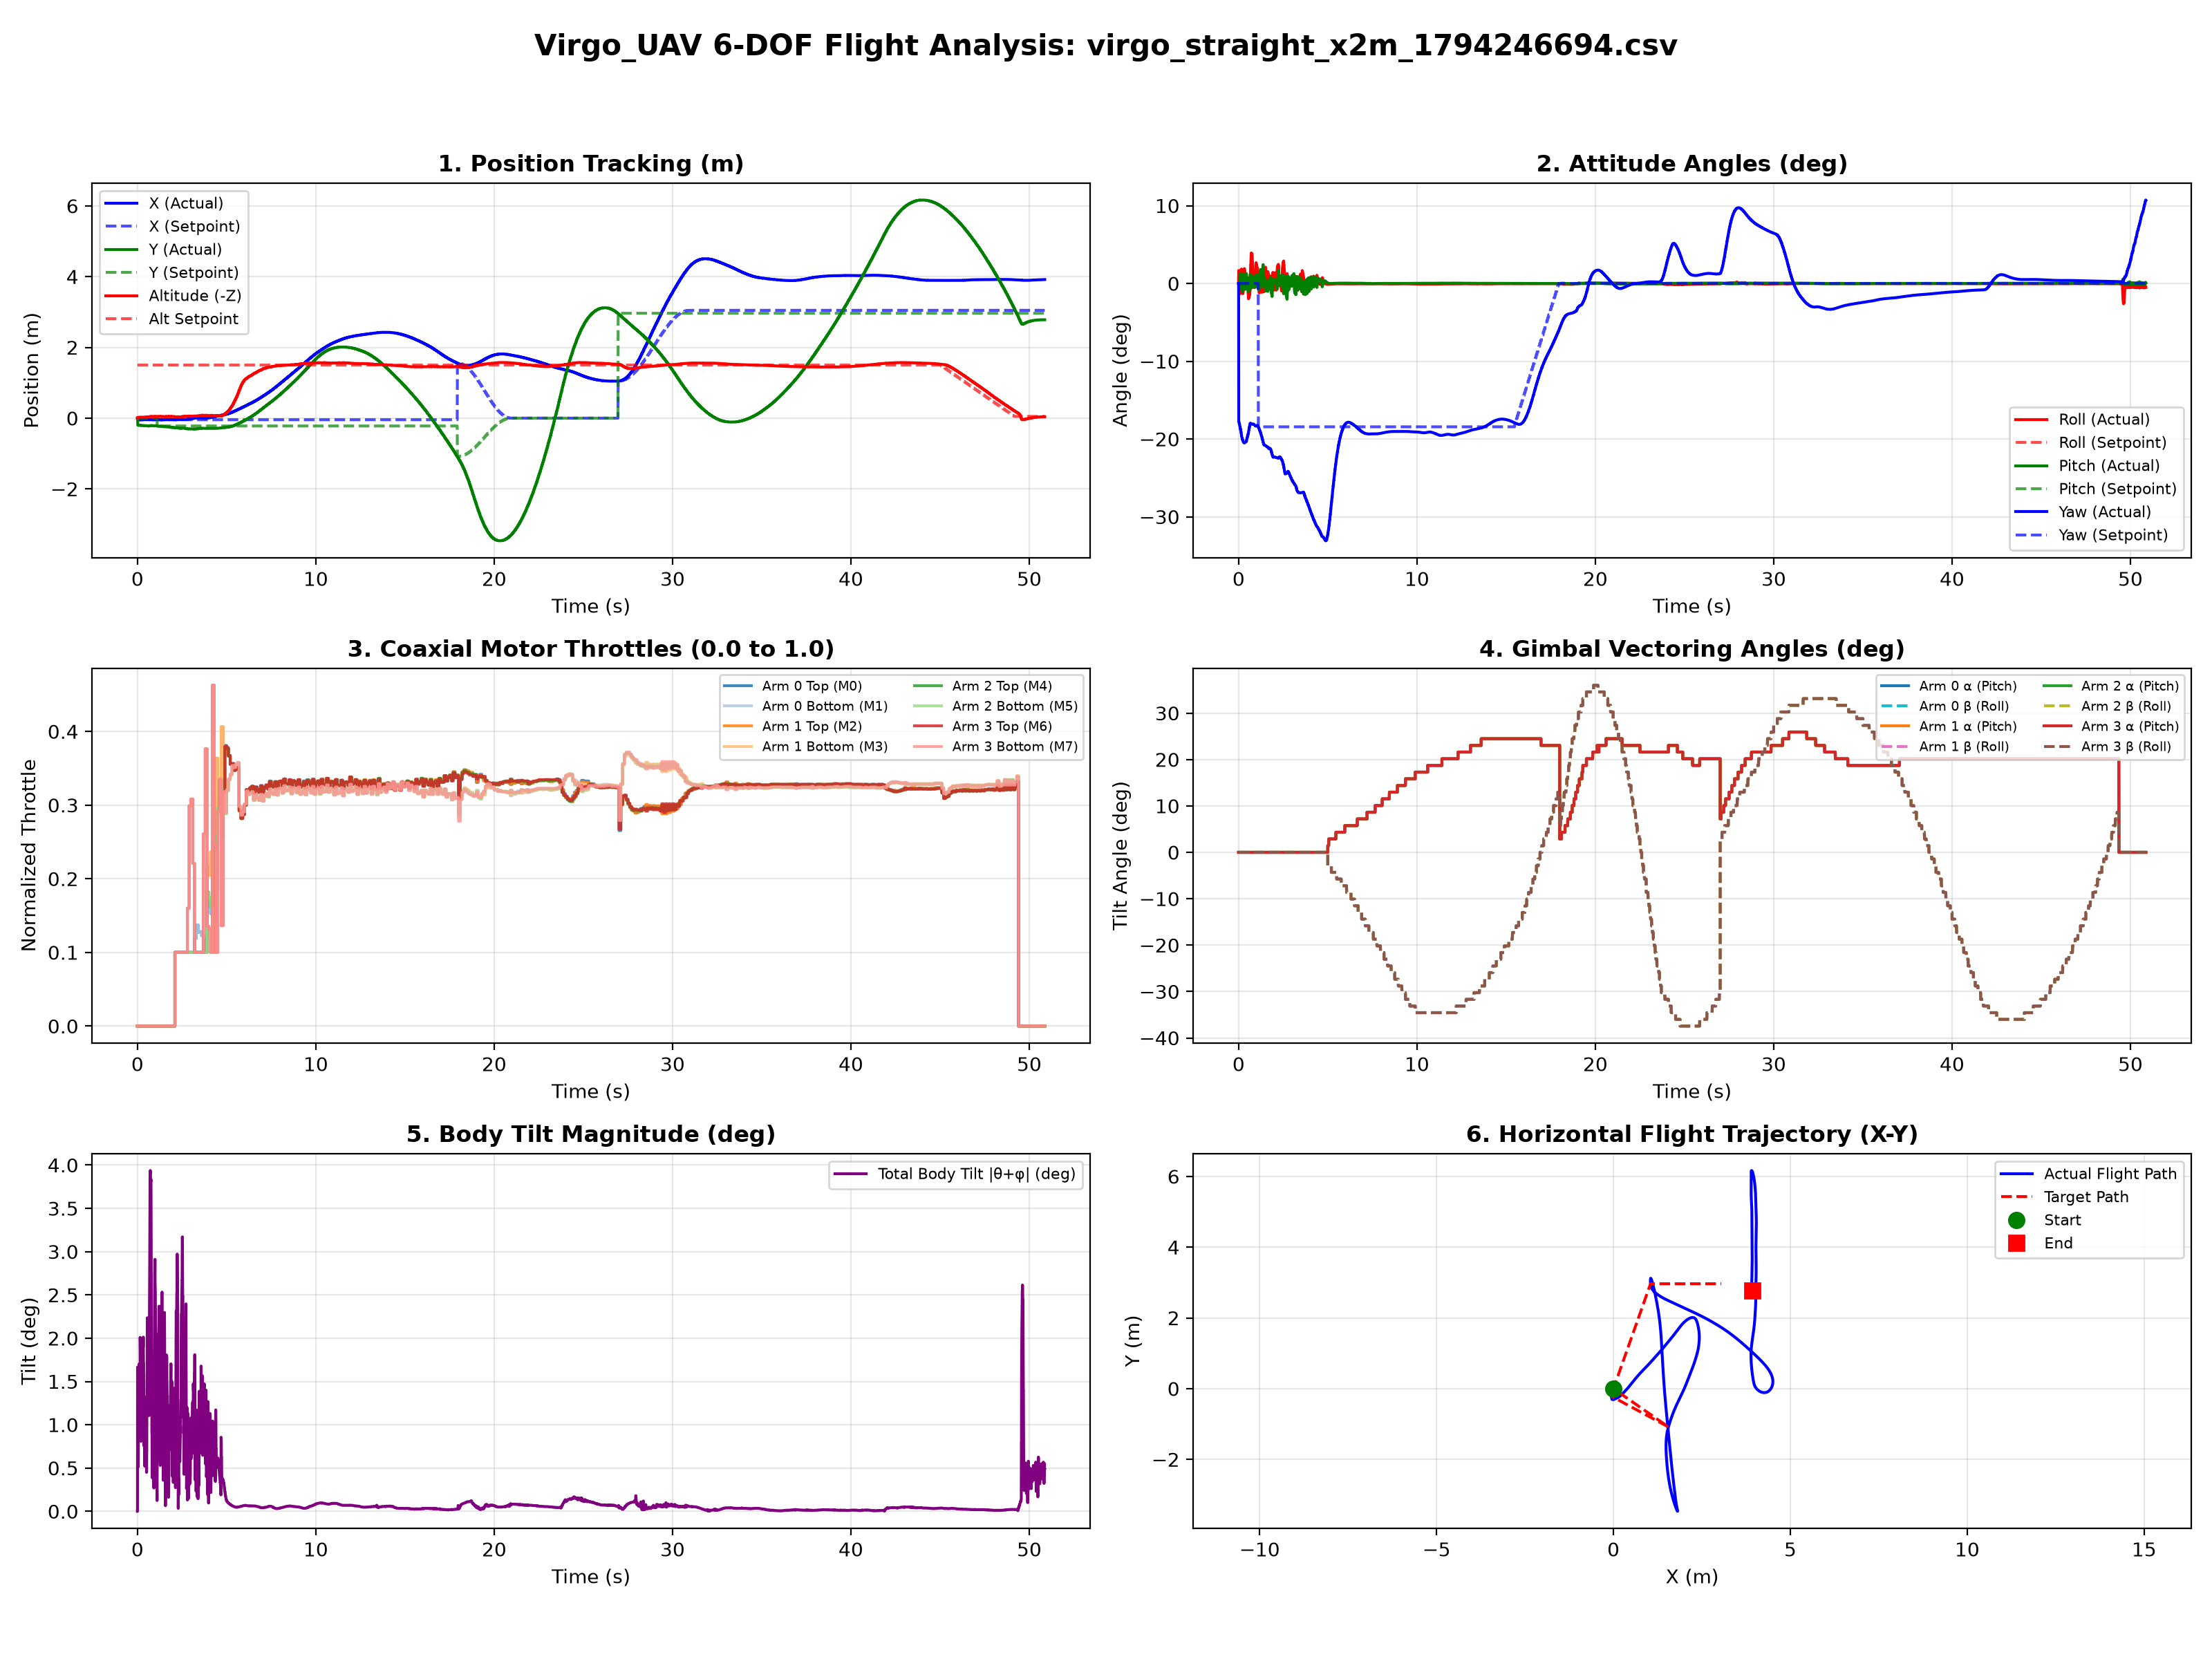 Virgo_UAV 6-DOF Flight Analysis: virgo_straight_x2m_1794246694.csv
1. Position Tracking (m)
Position (m)
6
4
2
0
−2
X (Actual)
X (Setpoint)
Y (Actual)
Y (Setpoint)
Altitude (-Z)
Alt Setpoint
0 10 20 30 40 50
Time (s)
2. Attitude Angles (deg)
Angle (deg)
10
0
−10
−20
−30
Roll (Actual)
Roll (Setpoint)
Pitch (Actual)
Pitch (Setpoint)
Yaw (Actual)
Yaw (Setpoint)
0 10 20 30 40 50
Time (s)
3. Coaxial Motor Throttles (0.0 to 1.0)
Normalized Throttle
0.4
0.3
0.2
0.1
0.0
Arm 0 Top (M0)
Arm 0 Bottom (M1)
Arm 1 Top (M2)
Arm 1 Bottom (M3)
Arm 2 Top (M4)
Arm 2 Bottom (M5)
Arm 3 Top (M6)
Arm 3 Bottom (M7)
0 10 20 30 40 50
Time (s)
4. Gimbal Vectoring Angles (deg)
Tilt Angle (deg)
30
20
10
0
−10
−20
−30
−40
Arm 0 α (Pitch)
Arm 0 β (Roll)
Arm 1 α (Pitch)
Arm 1 β (Roll)
Arm 2 α (Pitch)
Arm 2 β (Roll)
Arm 3 α (Pitch)
Arm 3 β (Roll)
0 10 20 30 40 50
Time (s)
5. Body Tilt Magnitude (deg)
Tilt (deg)
4.0
3.5
3.0
2.5
2.0
1.5
1.0
0.5
0.0
Total Body Tilt |θ+φ| (deg)
0 10 20 30 40 50
Time (s)
6. Horizontal Flight Trajectory (X-Y)
Y (m)
6
4
2
0
−2
Actual Flight Path
Target Path
Start
End
−10 −5 0 5 10 15
X (m)